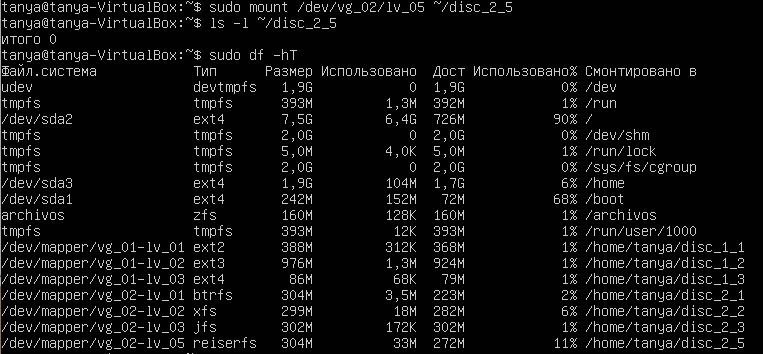 tanya@tanya-VirtualBox:~$ sudo mount /dev/vg_02/lv_05 ~/disc_2_5
tanya@tanya-VirtualBox:~$ ls -l ~/disc_2_5
итого 0
tanya@tanya-VirtualBox:~$ sudo df -hT
Файл.система Тип Размер Использовано Дост Использовано% Смонтировано в
udev devtmpfs 1,9G 0 1,9G 0% /dev
tmpfs tmpfs 393M 1,3M 392M 1% /run
/dev/sda2 ext4 7,5G 6,4G 726M 90% /
tmpfs tmpfs 2,0G 0 2,0G 0% /dev/shm
tmpfs tmpfs 5,0M 4,0K 5,0M 1% /run/lock
tmpfs tmpfs 2,0G 0 2,0G 0% /sys/fs/cgroup
/dev/sda3 ext4 1,9G 104M 1,7G 6% /home
/dev/sda1 ext4 242M 152M 72M 68% /boot
archivos zfs 160M 128K 160M 1% /archivos
tmpfs tmpfs 393M 12K 393M 1% /run/user/1000
/dev/mapper/vg_01-lv_01 ext2 388M 312K 368M 1% /home/tanya/disc_1_1
/dev/mapper/vg_01-lv_02 ext3 976M 1,3M 924M 1% /home/tanya/disc_1_2
/dev/mapper/vg_01-lv_03 ext4 86M 68K 79M 1% /home/tanya/disc_1_3
/dev/mapper/vg_02-lv_01 btrfs 304M 3,5M 223M 2% /home/tanya/disc_2_1
/dev/mapper/vg_02-lv_02 xfs 299M 18M 282M 6% /home/tanya/disc_2_2
/dev/mapper/vg_02-lv_03 jfs 302M 172K 302M 1% /home/tanya/disc_2_3
/dev/mapper/vg_02-lv_05 reiserfs 304M 33M 272M 11% /home/tanya/disc_2_5